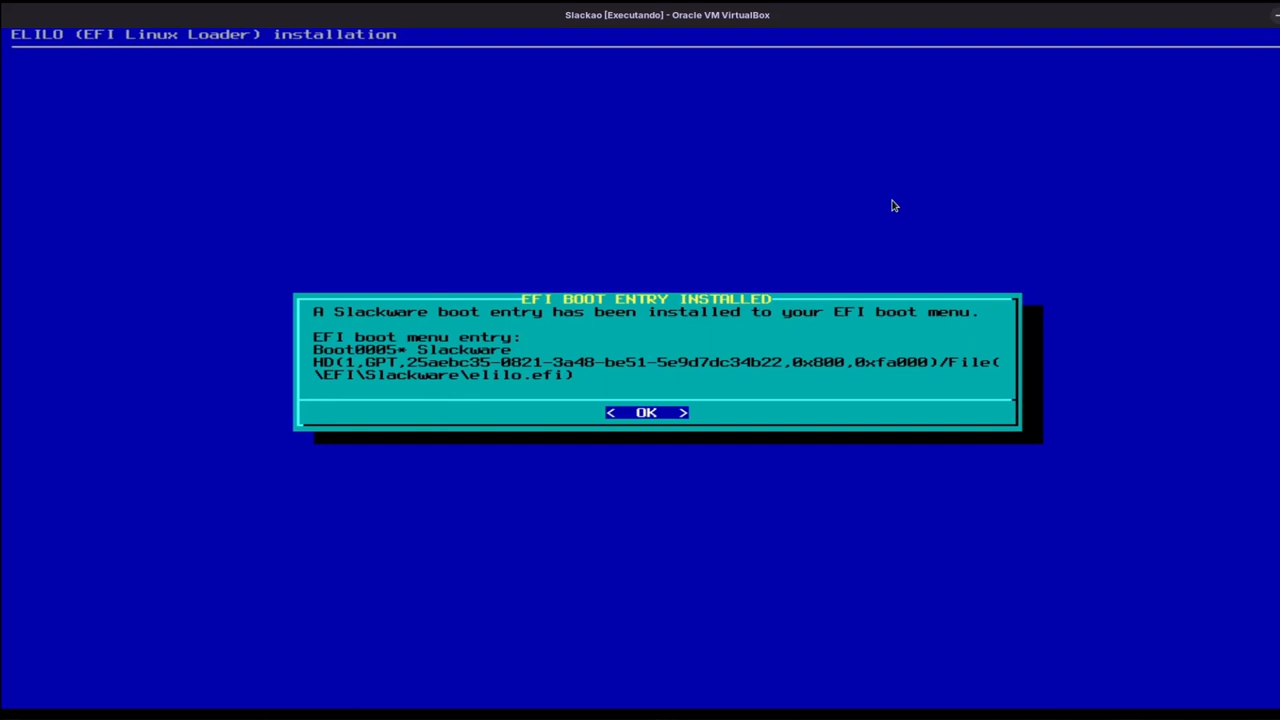 Slackao [Executando] - Oracle VM VirtualBox
ELILO (EFI Linux Loader) installation
EFI BOOT ENTRY INSTALLED
A Slackware boot entry has been installed to your EFI boot menu.
EFI boot menu entry:
Boot0005* Slackware
HD(1,GPT,25aebc35-0821-3a48-be51-5e9d7dc34b22,0x800,0xfa000)/File(
\EFI\Slackware\elilo.efi)
< OK >